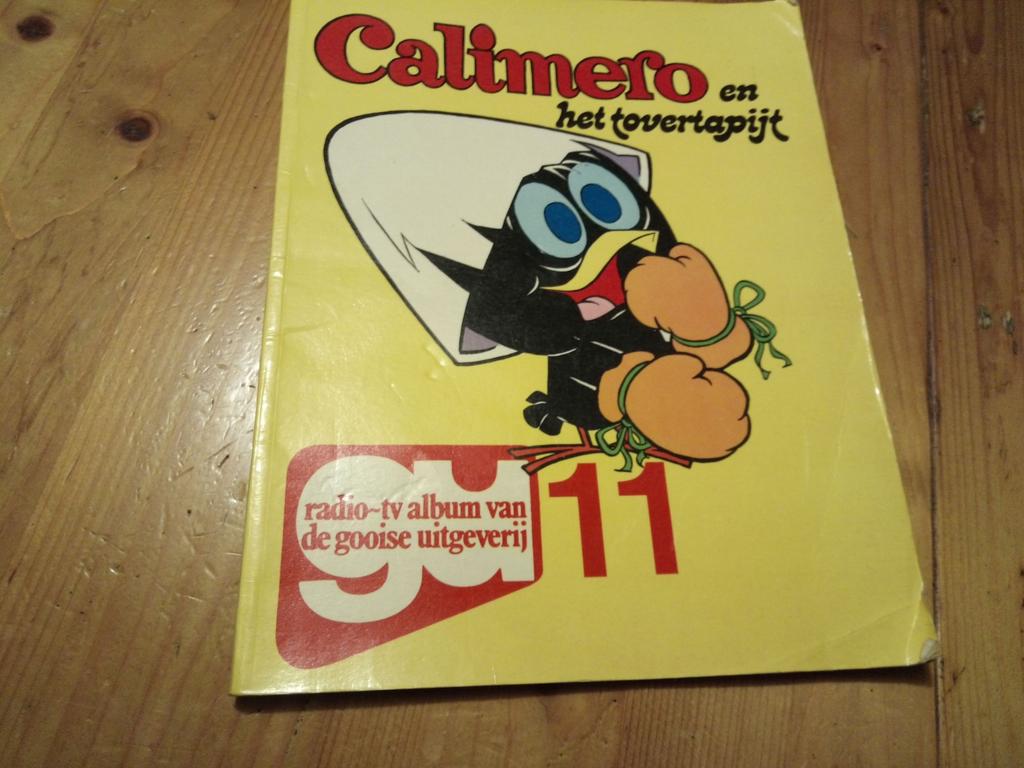 Calimero en
het tovertapijt
gu
radio~tv album van
de gooise uitgeverij
11